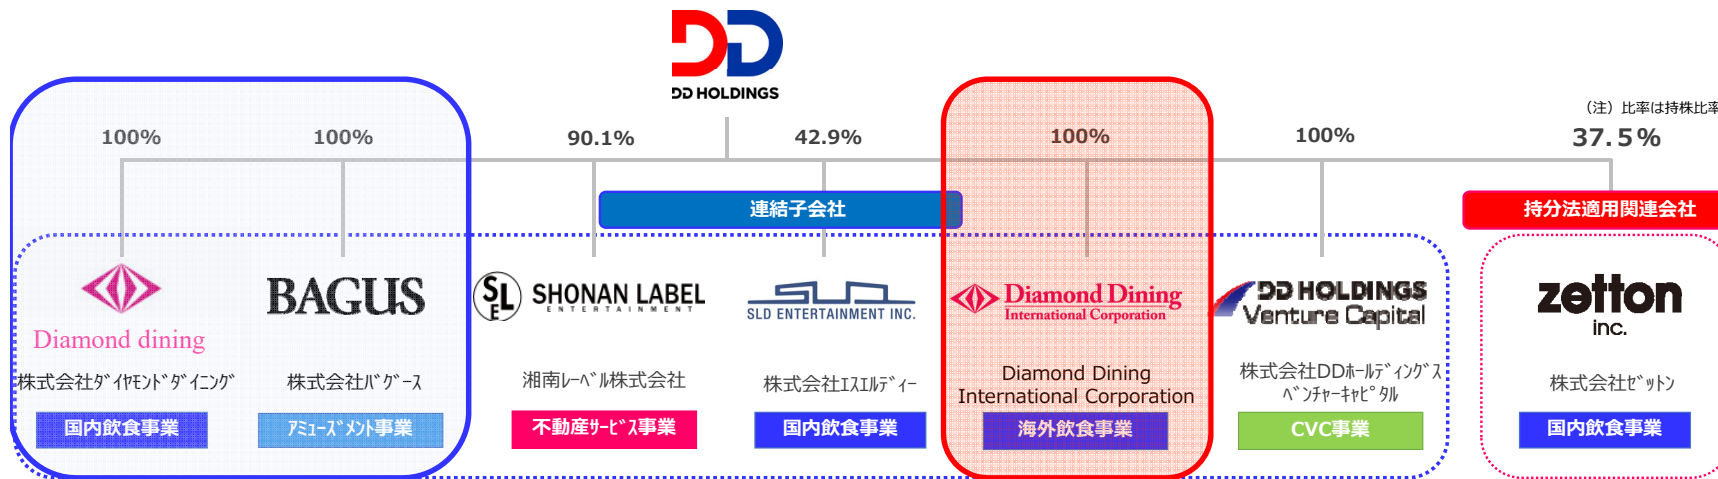 DD HOLDINGS
（注）比率は持株比率
100%
100%
90.1%
42.9%
100%
100%
37.5%
連結子会社
持分法適用関連会社
Diamond dining
BAGUS
SLE
SHONAN LABEL
ENTERTAINMENT
SLD
SLD ENTERTAINMENT INC.
Diamond Dining
International Corporation
DD HOLDINGS
Venture Capital
zetton
inc.
株式会社ﾀﾞｲﾔﾓﾝﾄﾞﾀﾞｲﾆﾝｸﾞ
株式会社ﾊﾞｸﾞｰｽ
湘南ﾚｰﾍﾞﾙ株式会社
株式会社ｴｽｴﾙﾃﾞｨｰ
Diamond Dining
International Corporation
株式会社DDﾎｰﾙﾃﾞｨﾝｸﾞｽ
ﾍﾞﾝﾁｬｰｷｬﾋﾟﾀﾙ
株式会社ｾﾞｯﾄﾝ
国内飲食事業
ｱﾐｭｰｽﾞﾒﾝﾄ事業
不動産ｻｰﾋﾞｽ事業
国内飲食事業
海外飲食事業
CVC事業
国内飲食事業